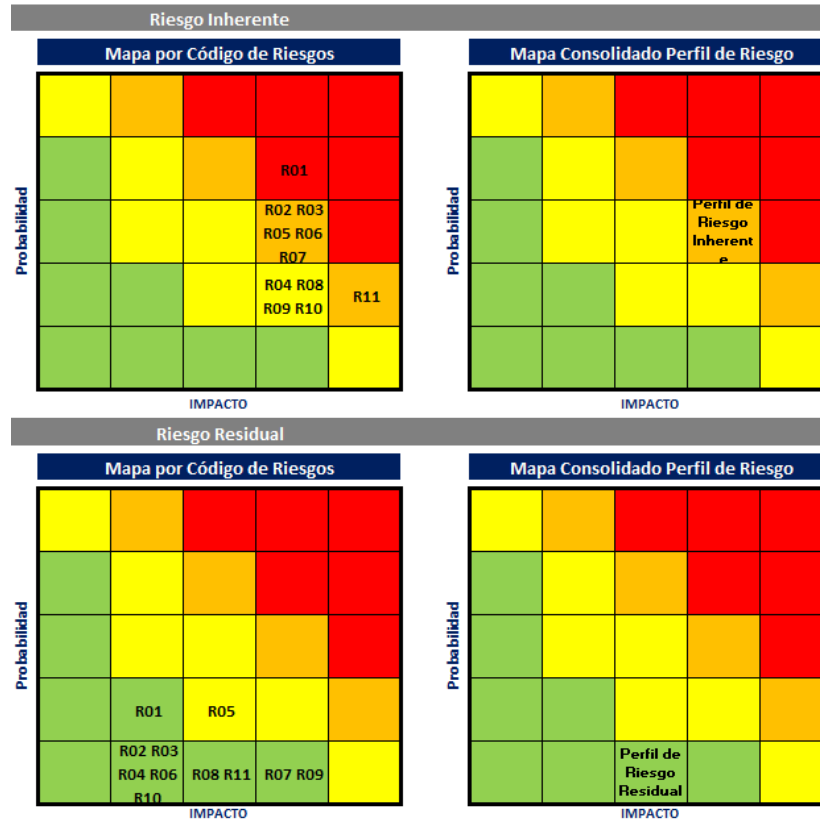 Riesgo Inherente
Mapa por Código de Riesgos
Mapa Consolidado Perfil de Riesgo
Probabilidad
R01
R02 R03
R05 R06
R07
R04 R08
R09 R10
R11
IMPACTO
Probabilidad
Perfil de
Riesgo
Inherent
e
IMPACTO
Riesgo Residual
Mapa por Código de Riesgos
Mapa Consolidado Perfil de Riesgo
Probabilidad
R01
R05
R02 R03
R04 R06
R10
R08 R11
R07 R09
IMPACTO
Probabilidad
Perfil de
Riesgo
Residual
IMPACTO